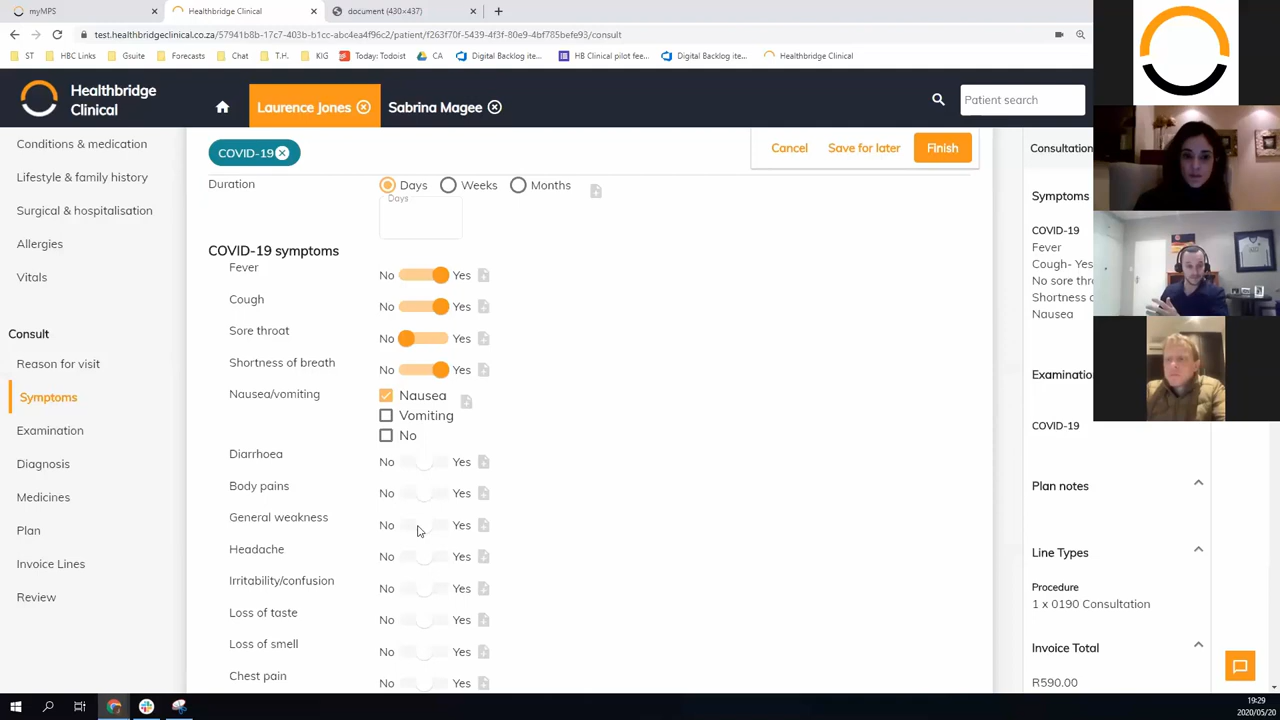 myMPS
Healthbridge Clinical
document (430×437)
test.healthbridgeclinical.co.za/57941b8b-17c7-403b-b1cc-abc4ea4f96c2/patient/f263f70f-5439-4f3f-80e9-4bf785befe93/consult
ST
HBC Links
Gsuite
Forecasts
Chat
T.H.
KIG
Today: Todoist
CA
Digital Backlog ite...
HB Clinical pilot fee...
Digital Backlog ite...
Healthbridge Clinical
Healthbridge
Clinical
Laurence Jones
Sabrina Magee
Patient search
Conditions & medication
Lifestyle & family history
Surgical & hospitalisation
Allergies
Vitals
Consult
Reason for visit
Symptoms
Examination
Diagnosis
Medicines
Plan
Invoice Lines
Review
COVID-19
Cancel
Save for later
Finish
Duration
Days
Weeks
Months
Days
COVID-19 symptoms
Fever
No Yes
Cough
No Yes
Sore throat
No Yes
Shortness of breath
No Yes
Nausea/vomiting
Nausea
Vomiting
No
Diarrhoea
No Yes
Body pains
No Yes
General weakness
No Yes
Headache
No Yes
Irritability/confusion
No Yes
Loss of taste
No Yes
Loss of smell
No Yes
Chest pain
No Yes
Consultation
Symptoms
COVID-19
Fever
Cough- Yes
No sore thr
Shortness o
Nausea
Examination
COVID-19
Plan notes
Line Types
Procedure
1 x 0190 Consultation
Invoice Total
R590.00
19:29
2020/05/20